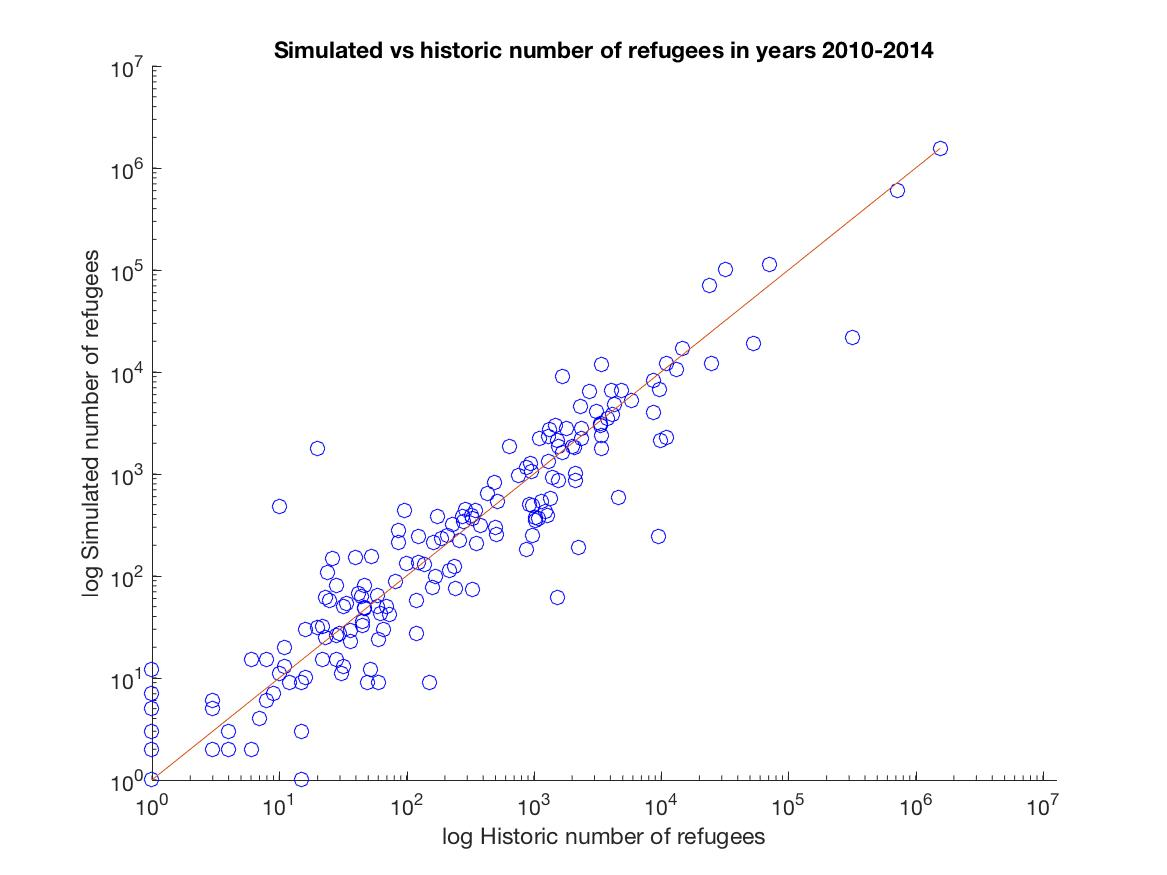 Simulated vs historic number of refugees in years 2010-2014
log Simulated number of refugees
10^7
10^6
10^5
10^4
10^3
10^2
10^1
10^0
10^0 10^1 10^2 10^3 10^4 10^5 10^6 10^7
log Historic number of refugees